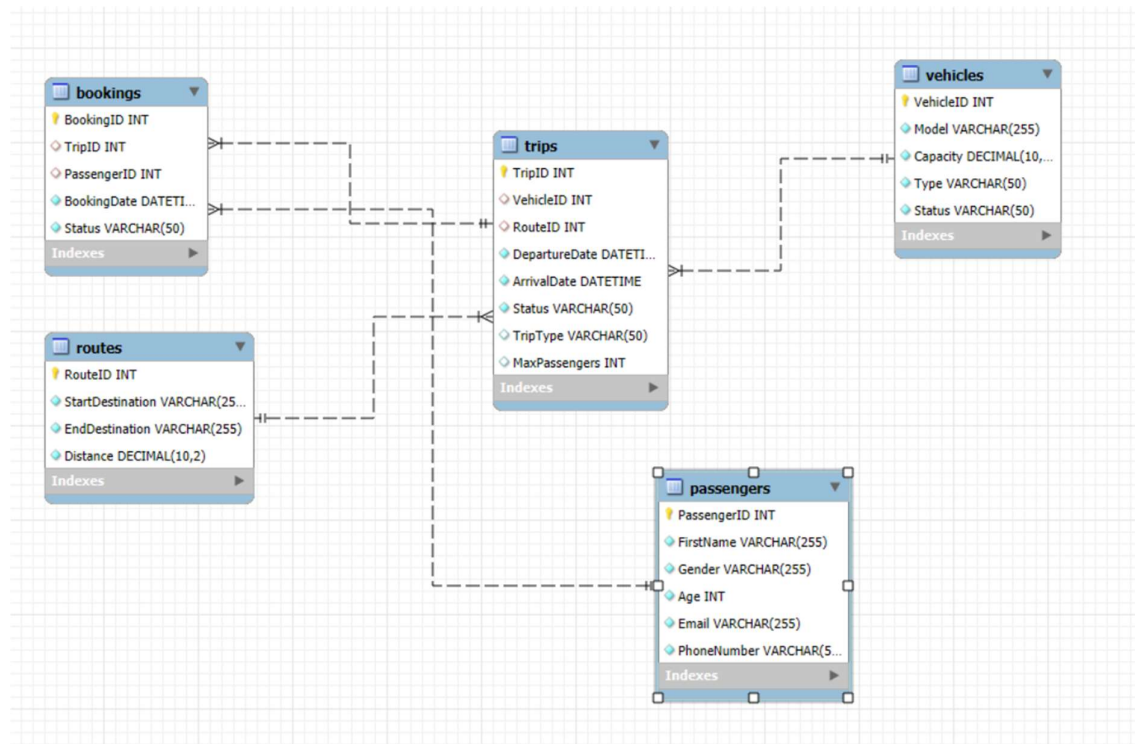 bookings
BookingID INT
TripID INT
PassengerID INT
BookingDate DATETI...
Status VARCHAR(50)
Indexes
routes
RouteID INT
StartDestination VARCHAR(25...
EndDestination VARCHAR(255)
Distance DECIMAL(10,2)
Indexes
trips
TripID INT
VehicleID INT
RouteID INT
DepartureDate DATETI...
ArrivalDate DATETIME
Status VARCHAR(50)
TripType VARCHAR(50)
MaxPassengers INT
Indexes
vehicles
VehicleID INT
Model VARCHAR(255)
Capacity DECIMAL(10,...
Type VARCHAR(50)
Status VARCHAR(50)
Indexes
passengers
PassengerID INT
FirstName VARCHAR(255)
Gender VARCHAR(255)
Age INT
Email VARCHAR(255)
PhoneNumber VARCHAR(5...
Indexes